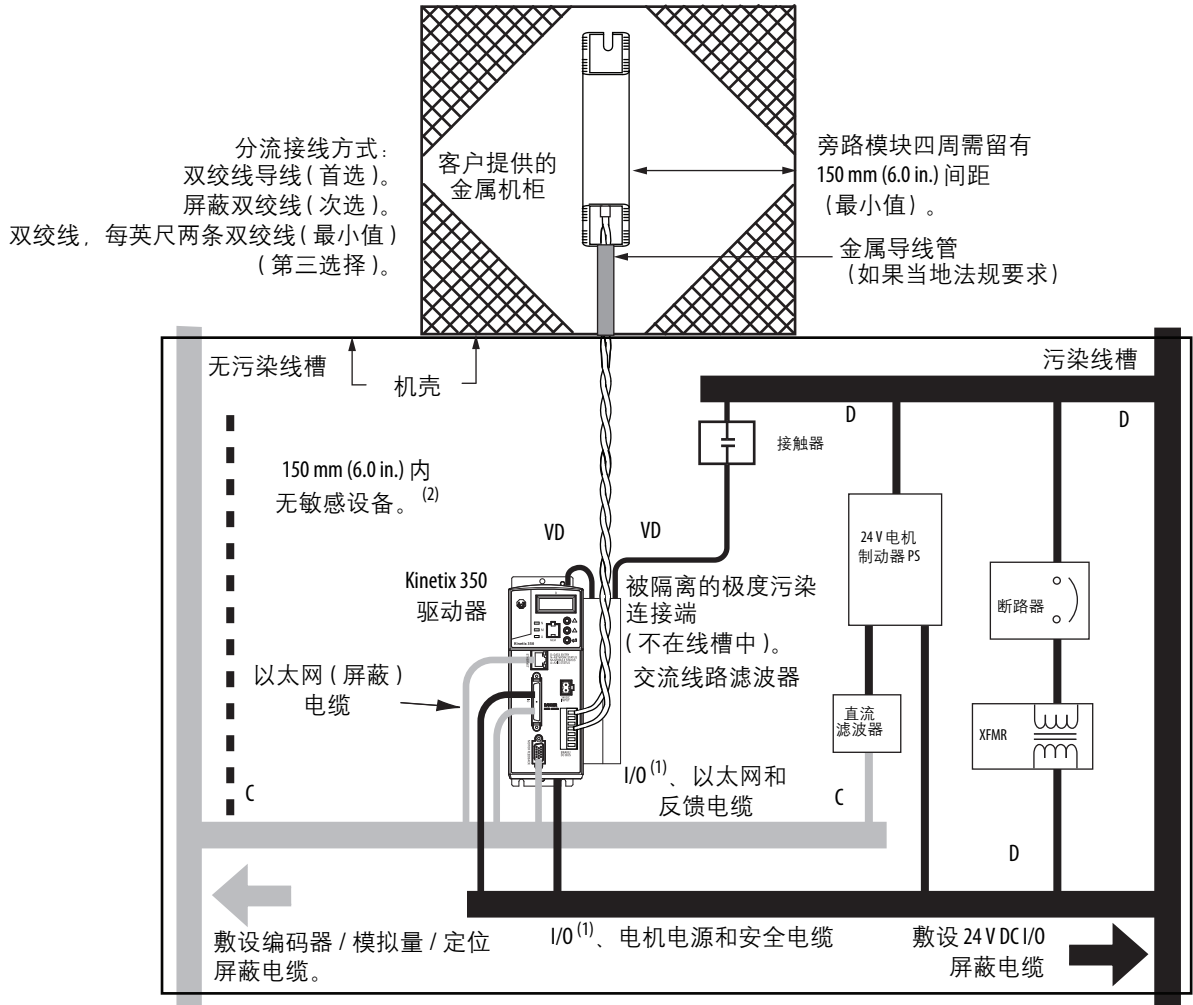 分流接线方式：
双绞线导线（首选）。
屏蔽双绞线（次选）。
双绞线，每英尺两条双绞线（最小值）
（第三选择）。
客户提供的
金属机柜
旁路模块四周需留有
150 mm (6.0 in.) 间距
（最小值）。
金属导线管
（如果当地法规要求）
无污染线槽
机壳
污染线槽
D
D
接触器
150 mm (6.0 in.) 内
无敏感设备。(2)
VD
VD
24 V 电机
制动器 PS
Kinetix 350
驱动器
被隔离的极度污染
连接端
（不在线槽中）。
交流线路滤波器
断路器
以太网（屏蔽）
电缆
直流
滤波器
XFMR
I/O (1)、以太网和
反馈电缆
C
C
D
敷设编码器 / 模拟量 / 定位
屏蔽电缆。
I/O (1)、电机电源和安全电缆
敷设 24 V DC I/O
屏蔽电缆
Kinetix 350